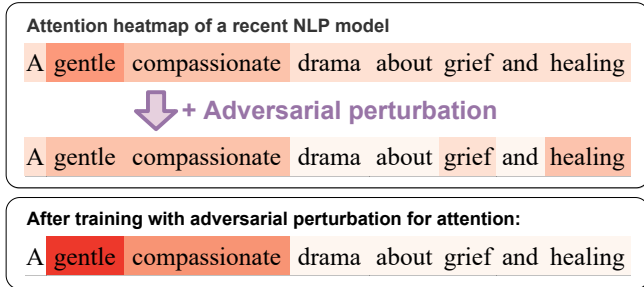 Attention heatmap of a recent NLP model
A gentle compassionate drama about grief and healing
+ Adversarial perturbation
A gentle compassionate drama about grief and healing
After training with adversarial perturbation for attention:
A gentle compassionate drama about grief and healing